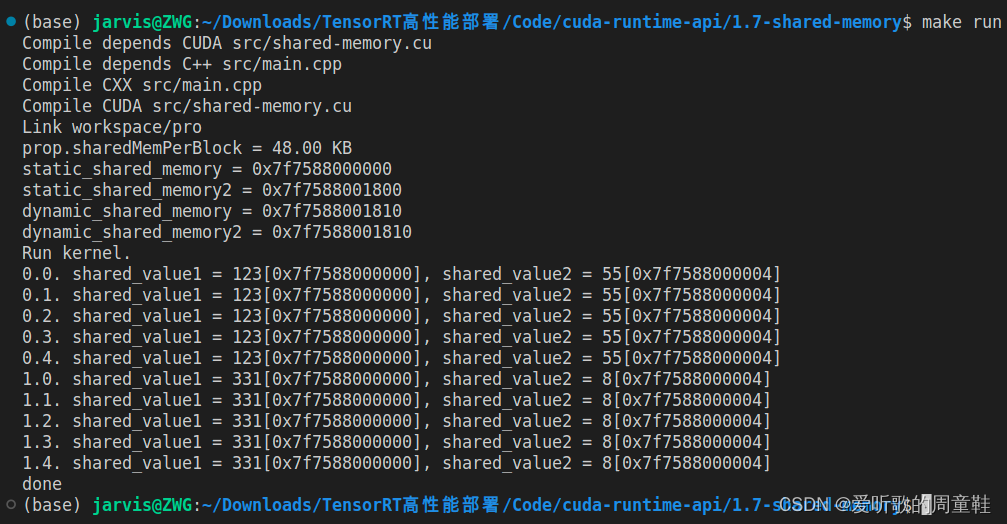 (base) jarvis@ZWG:~/Downloads/TensorRT高性能部署/Code/cuda-runtime-api/1.7-shared-memory$ make run
Compile depends CUDA src/shared-memory.cu
Compile depends C++ src/main.cpp
Compile CXX src/main.cpp
Compile CUDA src/shared-memory.cu
Link workspace/pro
prop.sharedMemPerBlock = 48.00 KB
static_shared_memory = 0x7f7588000000
static_shared_memory2 = 0x7f7588001800
dynamic_shared_memory = 0x7f7588001810
dynamic_shared_memory2 = 0x7f7588001810
Run kernel.
0.0. shared_value1 = 123[0x7f7588000000], shared_value2 = 55[0x7f7588000004]
0.1. shared_value1 = 123[0x7f7588000000], shared_value2 = 55[0x7f7588000004]
0.2. shared_value1 = 123[0x7f7588000000], shared_value2 = 55[0x7f7588000004]
0.3. shared_value1 = 123[0x7f7588000000], shared_value2 = 55[0x7f7588000004]
0.4. shared_value1 = 123[0x7f7588000000], shared_value2 = 55[0x7f7588000004]
1.0. shared_value1 = 331[0x7f7588000000], shared_value2 = 8[0x7f7588000004]
1.1. shared_value1 = 331[0x7f7588000000], shared_value2 = 8[0x7f7588000004]
1.2. shared_value1 = 331[0x7f7588000000], shared_value2 = 8[0x7f7588000004]
1.3. shared_value1 = 331[0x7f7588000000], shared_value2 = 8[0x7f7588000004]
1.4. shared_value1 = 331[0x7f7588000000], shared_value2 = 8[0x7f7588000004]
done
(base) jarvis@ZWG:~/Downloads/TensorRT高性能部署/Code/cuda-runtime-api/1.7-shared-memory$
CSDN @爱听歌的周童鞋